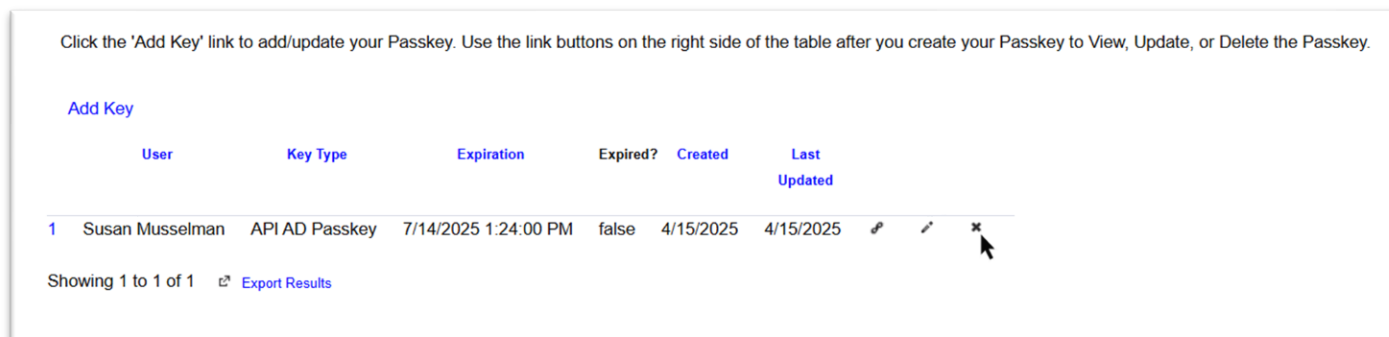 Click the 'Add Key' link to add/update your Passkey. Use the link buttons on the right side of the table after you create your Passkey to View, Update, or Delete the Passkey.
Add Key
User Key Type Expiration Expired? Created Last Updated
1 Susan Musselman API AD Passkey 7/14/2025 1:24:00 PM false 4/15/2025 4/15/2025
Showing 1 to 1 of 1 Export Results